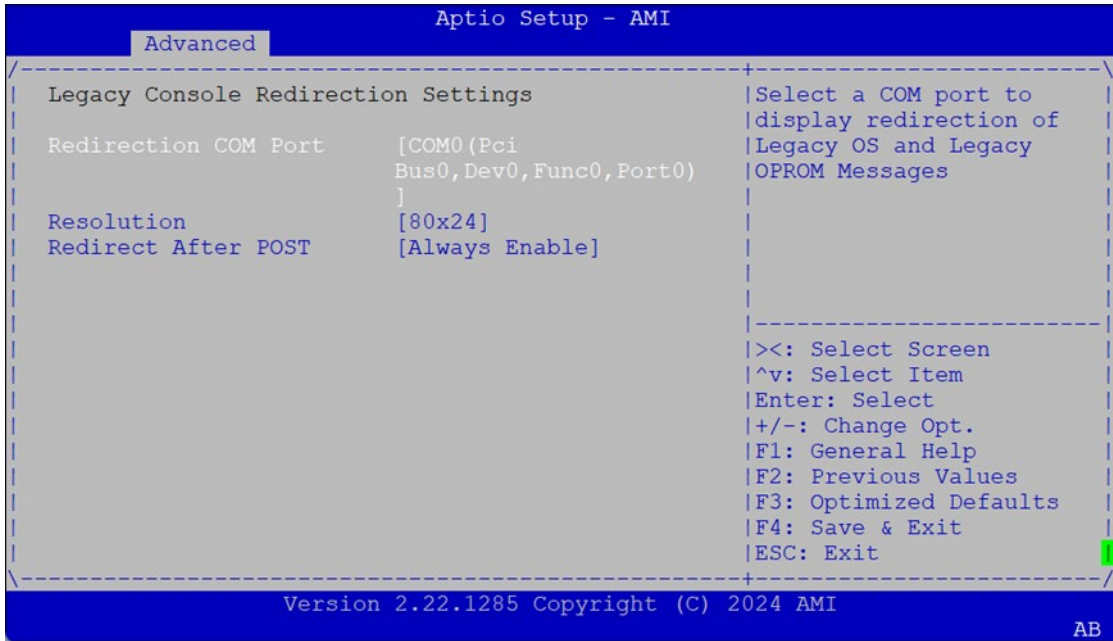 Aptio Setup - AMI
Advanced
Legacy Console Redirection Settings
Redirection COM Port [COM0(Pci
Bus0,Dev0,Func0,Port0)
]
Resolution [80x24]
Redirect After POST [Always Enable]
Select a COM port to
display redirection of
Legacy OS and Legacy
OPROM Messages
><: Select Screen
^v: Select Item
Enter: Select
+/-: Change Opt.
F1: General Help
F2: Previous Values
F3: Optimized Defaults
F4: Save & Exit
ESC: Exit
Version 2.22.1285 Copyright (C) 2024 AMI
AB